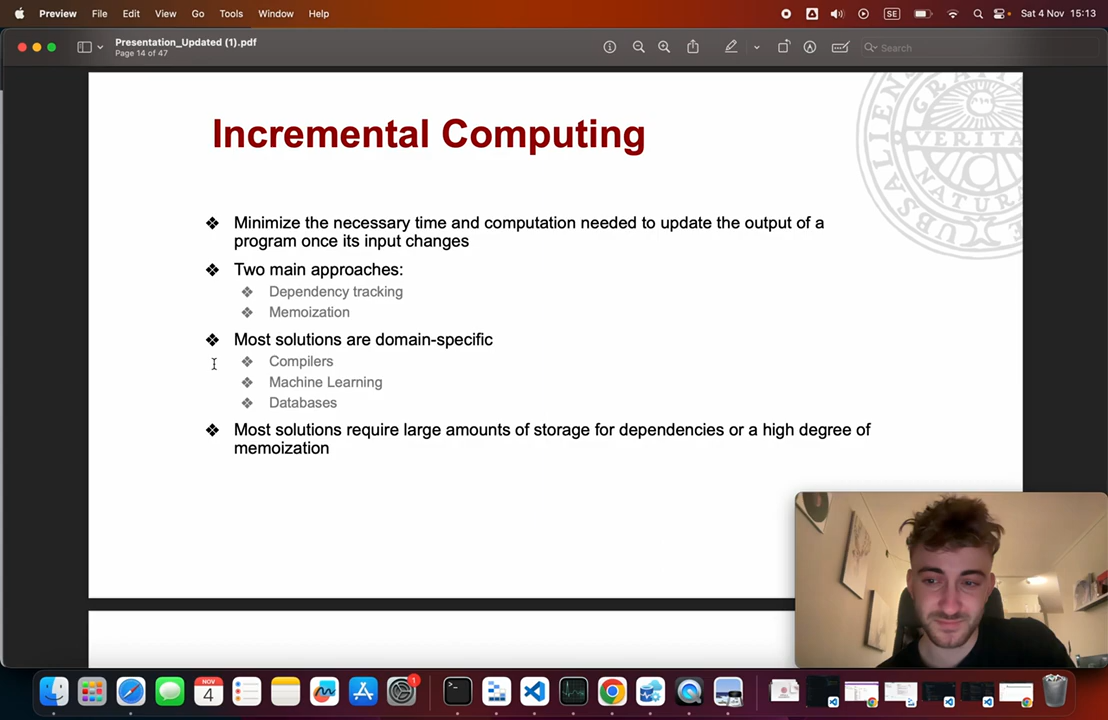 Preview File Edit View Go Tools Window Help SE Sat 4 Nov 15:13
Presentation_Updated (1).pdf
Page 14 of 47
Search
Incremental Computing
❖ Minimize the necessary time and computation needed to update the output of a
program once its input changes
❖ Two main approaches:
❖ Dependency tracking
❖ Memoization
❖ Most solutions are domain-specific
❖ Compilers
❖ Machine Learning
❖ Databases
❖ Most solutions require large amounts of storage for dependencies or a high degree of
memoization
VERITA
NATUR
NOV
4
1